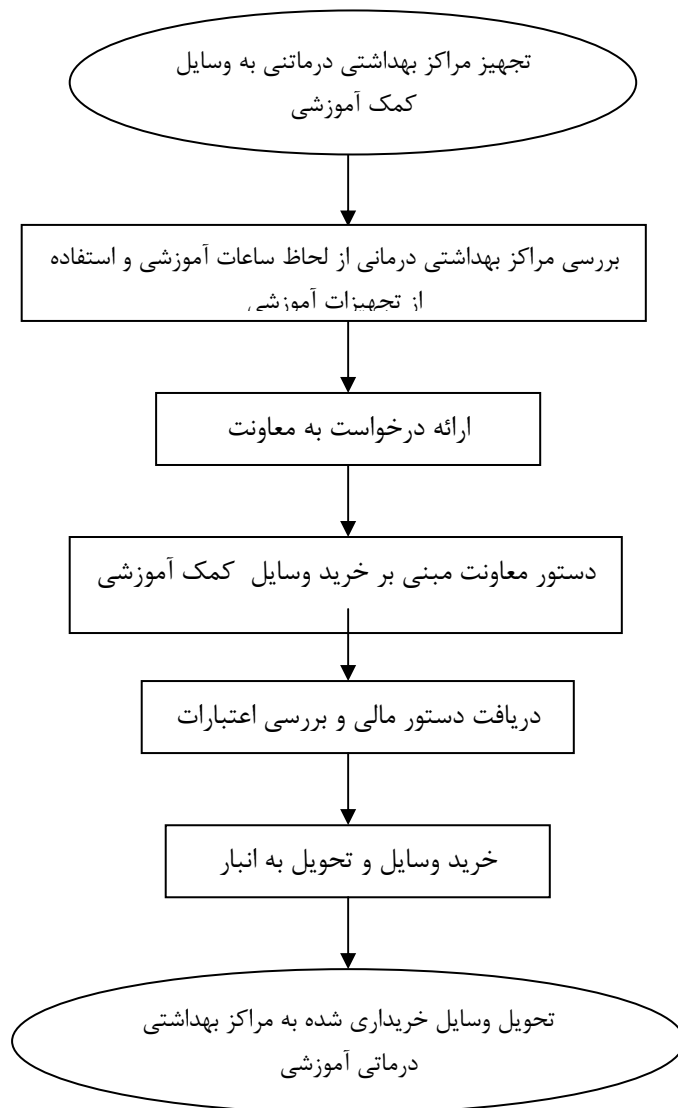 تجهیز مراکز بهداشتی درماتنی به وسایل
کمک آموزشی
بررسی مراکز بهداشتی درمانی از لحاظ ساعات آموزشی و استفاده
از تجهیزات آموزشی
ارائه درخواست به معاونت
دستور معاونت مبنی بر خرید وسایل کمک آموزشی
دریافت دستور مالی و بررسی اعتبارات
خرید وسایل و تحویل به انبار
تحویل وسایل خریداری شده به مراکز بهداشتی
درماتی آموزشی